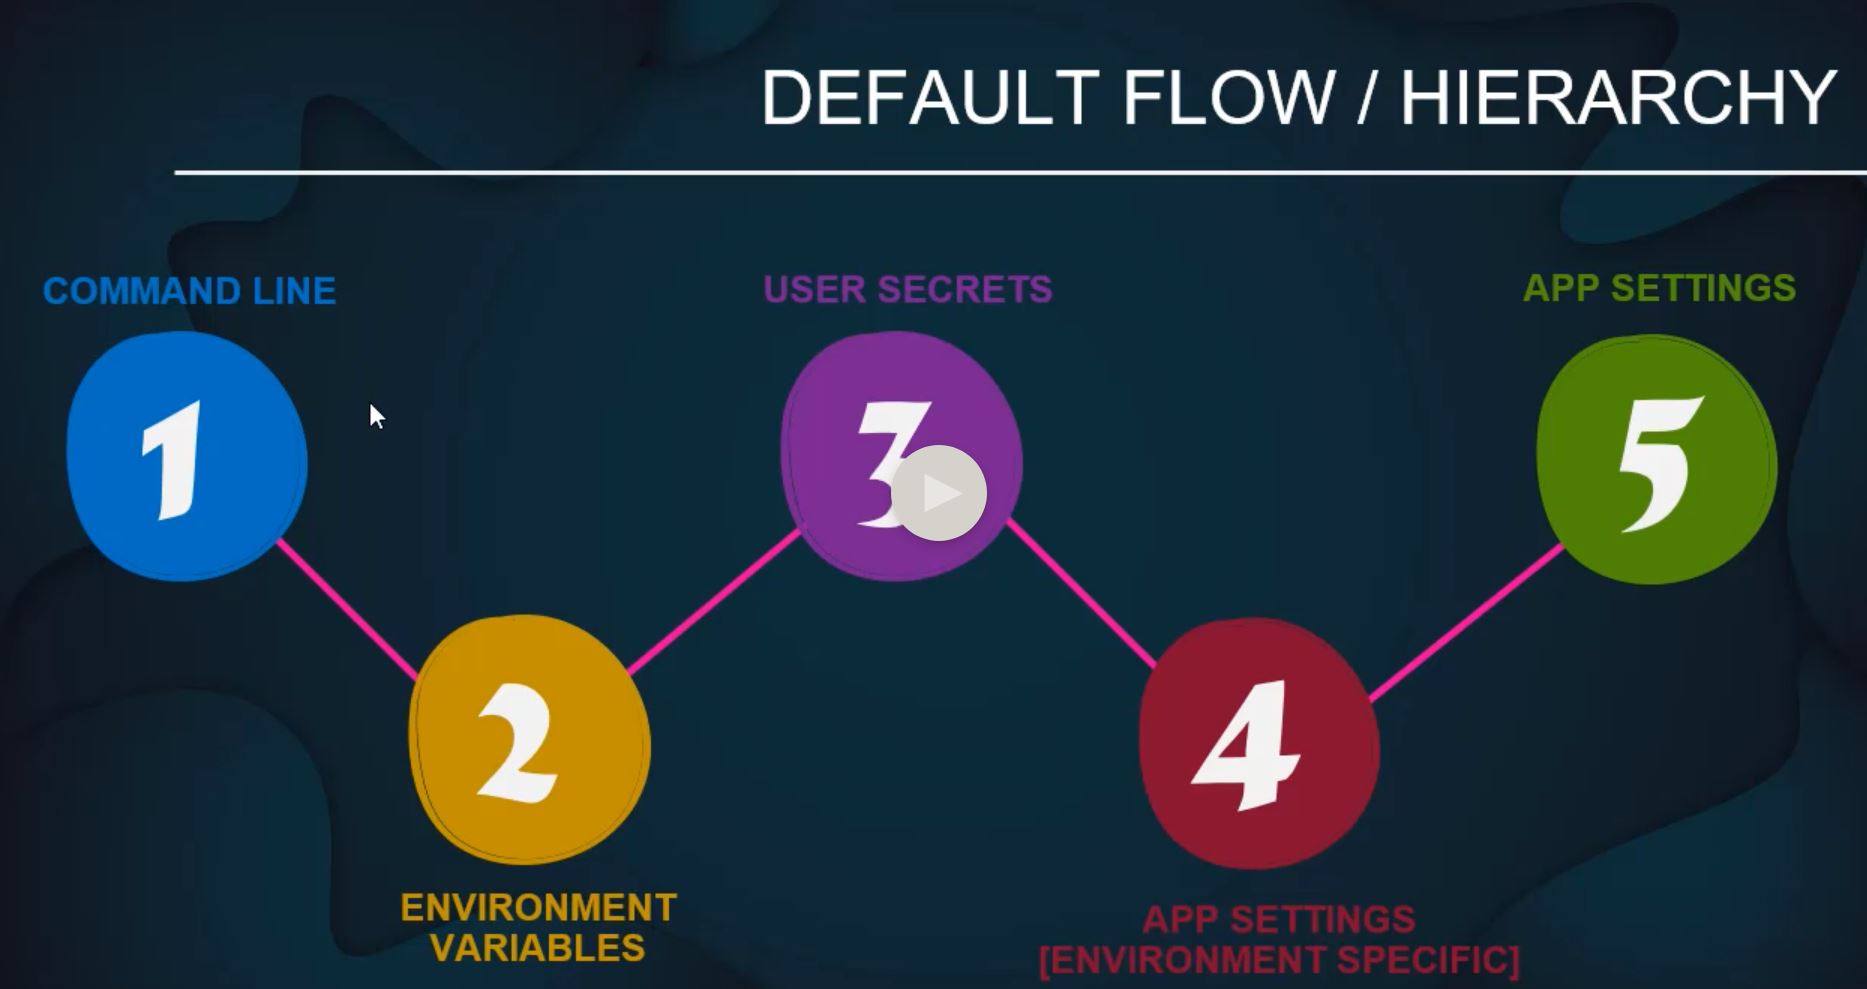 DEFAULT FLOW / HIERARCHY
COMMAND LINE
1
ENVIRONMENT
VARIABLES
2
USER SECRETS
3
APP SETTINGS
[ENVIRONMENT SPECIFIC]
4
APP SETTINGS
5